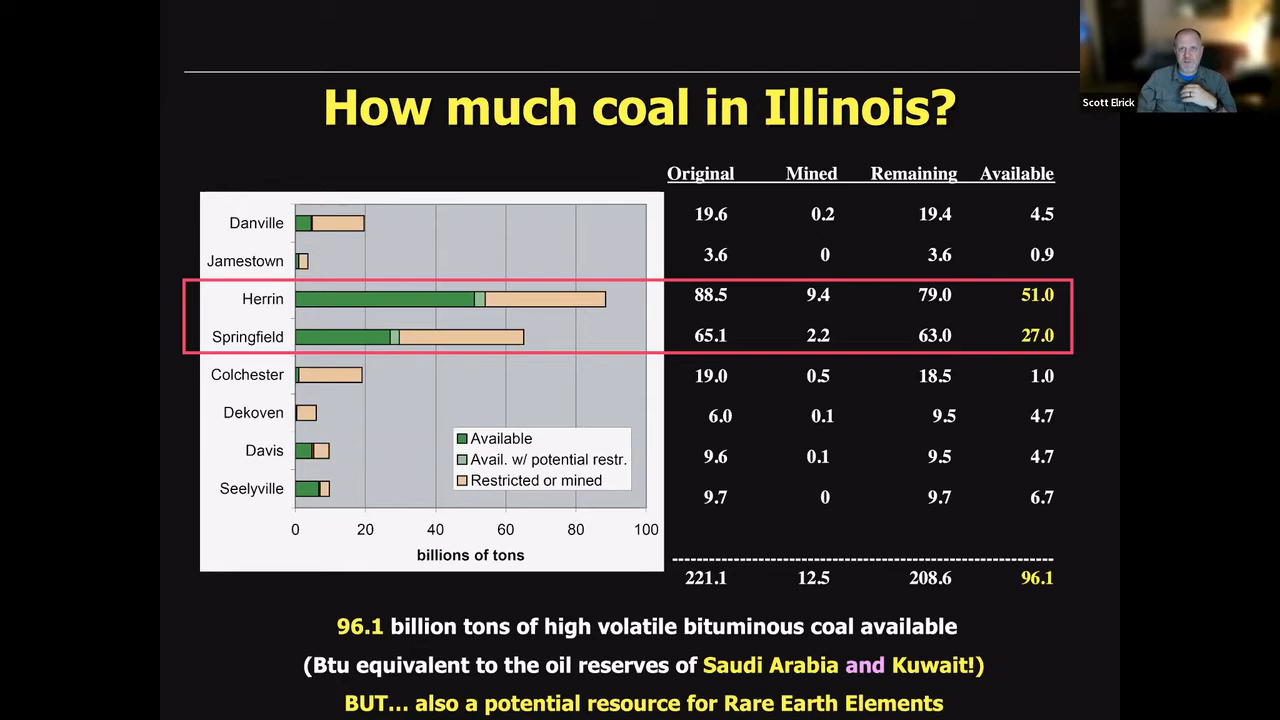 Scott Elrick
How much coal in Illinois?
Original Mined Remaining Available
Danville 19.6 0.2 19.4 4.5
Jamestown 3.6 0 3.6 0.9
Herrin 88.5 9.4 79.0 51.0
Springfield 65.1 2.2 63.0 27.0
Colchester 19.0 0.5 18.5 1.0
Dekoven 6.0 0.1 9.5 4.7
Davis 9.6 0.1 9.5 4.7
Seelyville 9.7 0 9.7 6.7
Available
Avail. w/ potential restr.
Restricted or mined
0 20 40 60 80 100
billions of tons
221.1 12.5 208.6 96.1
96.1 billion tons of high volatile bituminous coal available
(Btu equivalent to the oil reserves of Saudi Arabia and Kuwait!)
BUT... also a potential resource for Rare Earth Elements